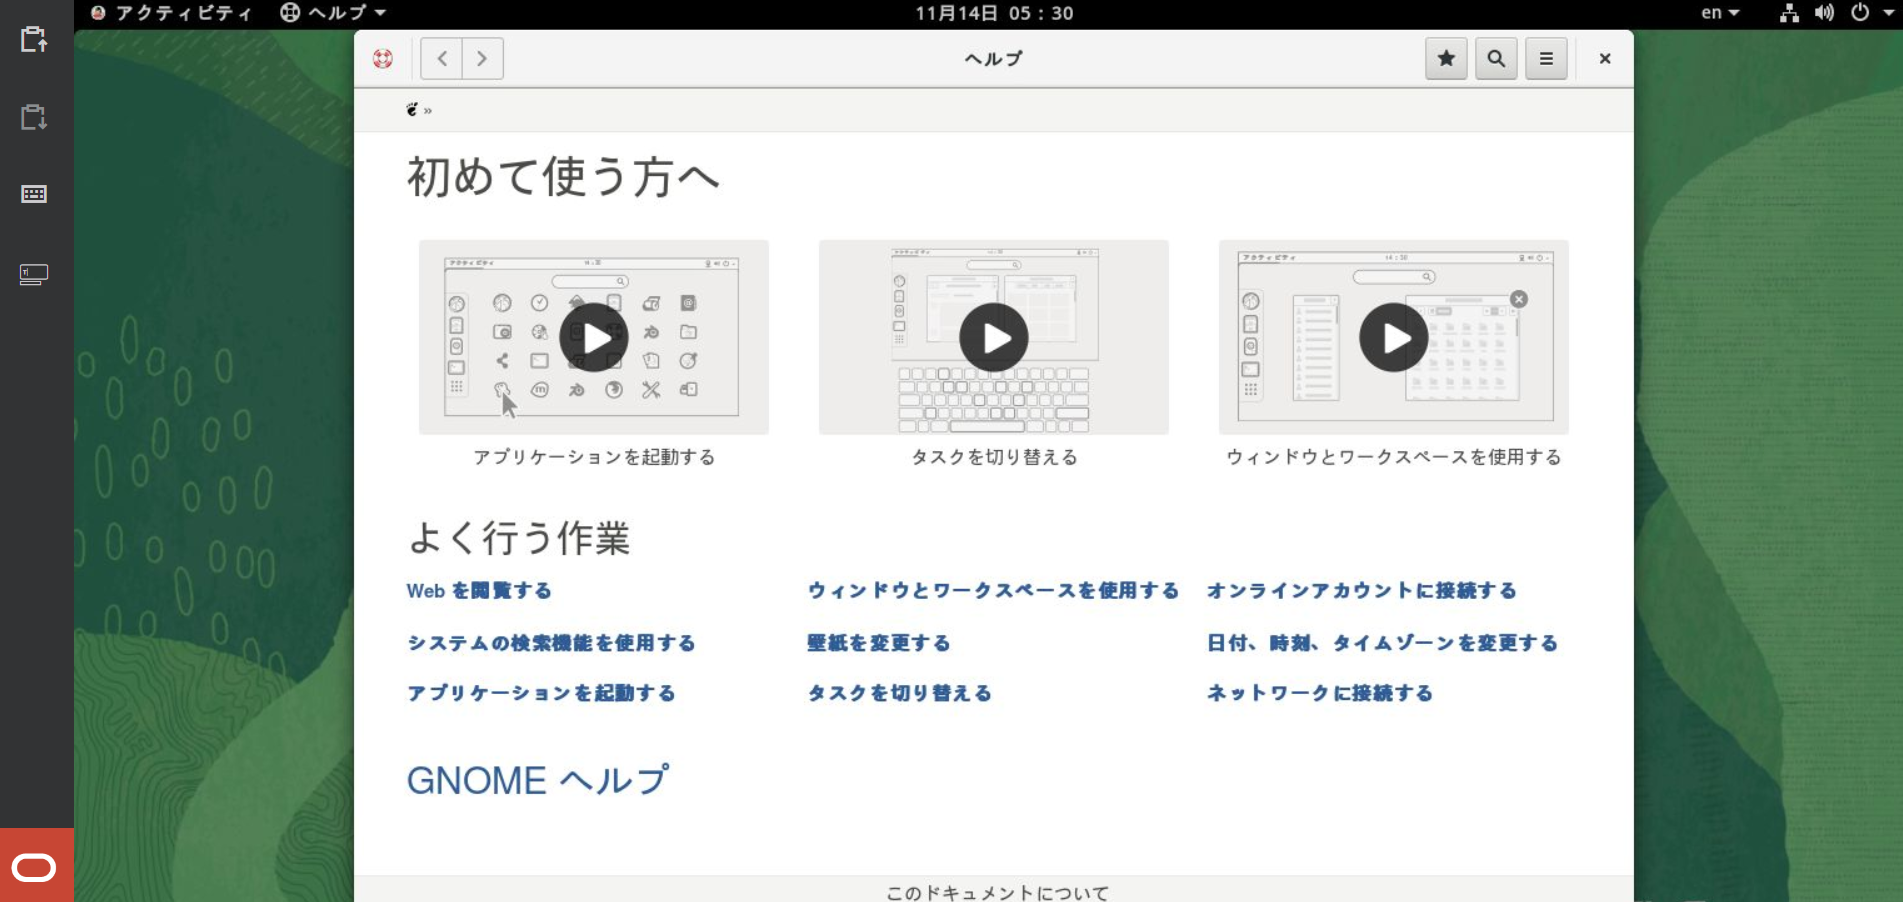 アクティビティ ヘルプ 11月14日 05：30 en
ヘルプ
»
初めて使う方へ
アプリケーションを起動する タスクを切り替える ウィンドウとワークスペースを使用する
よく行う作業
Web を閲覧する ウィンドウとワークスペースを使用する オンラインアカウントに接続する
システムの検索機能を使用する 壁紙を変更する 日付、時刻、タイムゾーンを変更する
アプリケーションを起動する タスクを切り替える ネットワークに接続する
GNOME ヘルプ
このドキュメントについて